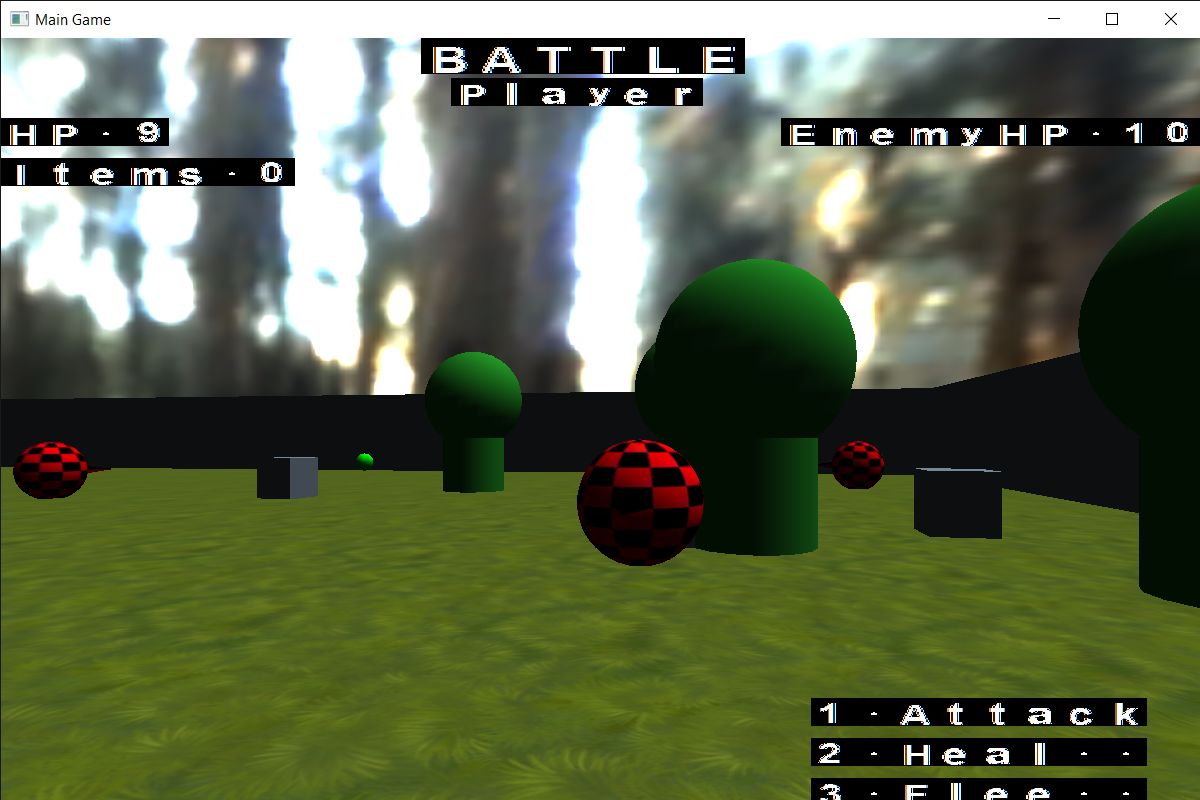 Main Game
BATTLE
Player
HP-9
EnemyHP-10
Items-0
1-Attack
2-Heal--
3-Flee--